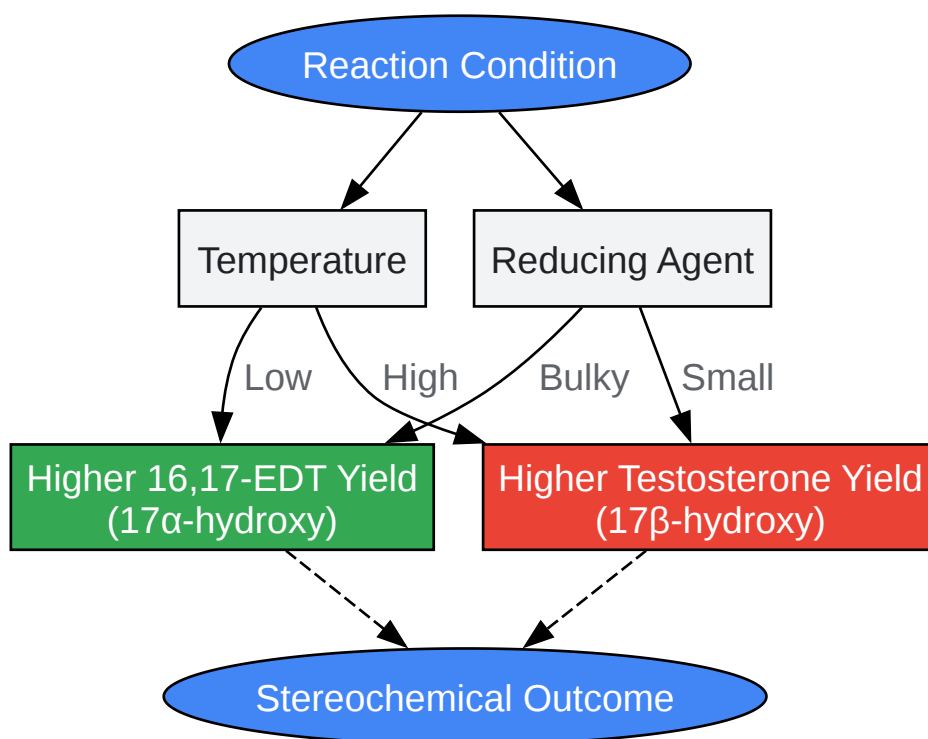 Reaction Condition
Temperature
Reducing Agent
Low
High
Bulky
Small
Higher 16,17-EDT Yield
(17α-hydroxy)
Higher Testosterone Yield
(17β-hydroxy)
Stereochemical Outcome